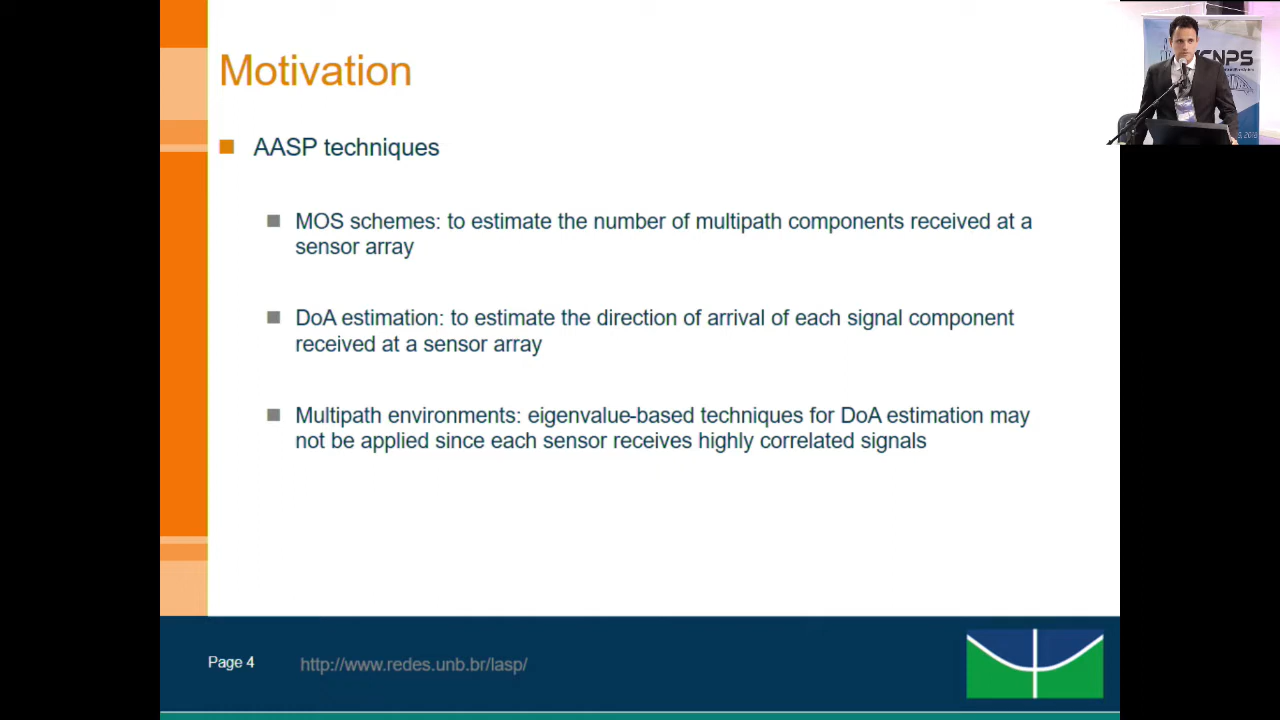 Motivation
AASP techniques
MOS schemes: to estimate the number of multipath components received at a
sensor array
DoA estimation: to estimate the direction of arrival of each signal component
received at a sensor array
Multipath environments: eigenvalue-based techniques for DoA estimation may
not be applied since each sensor receives highly correlated signals
Page 4
http://www.redes.unb.br/lasp/